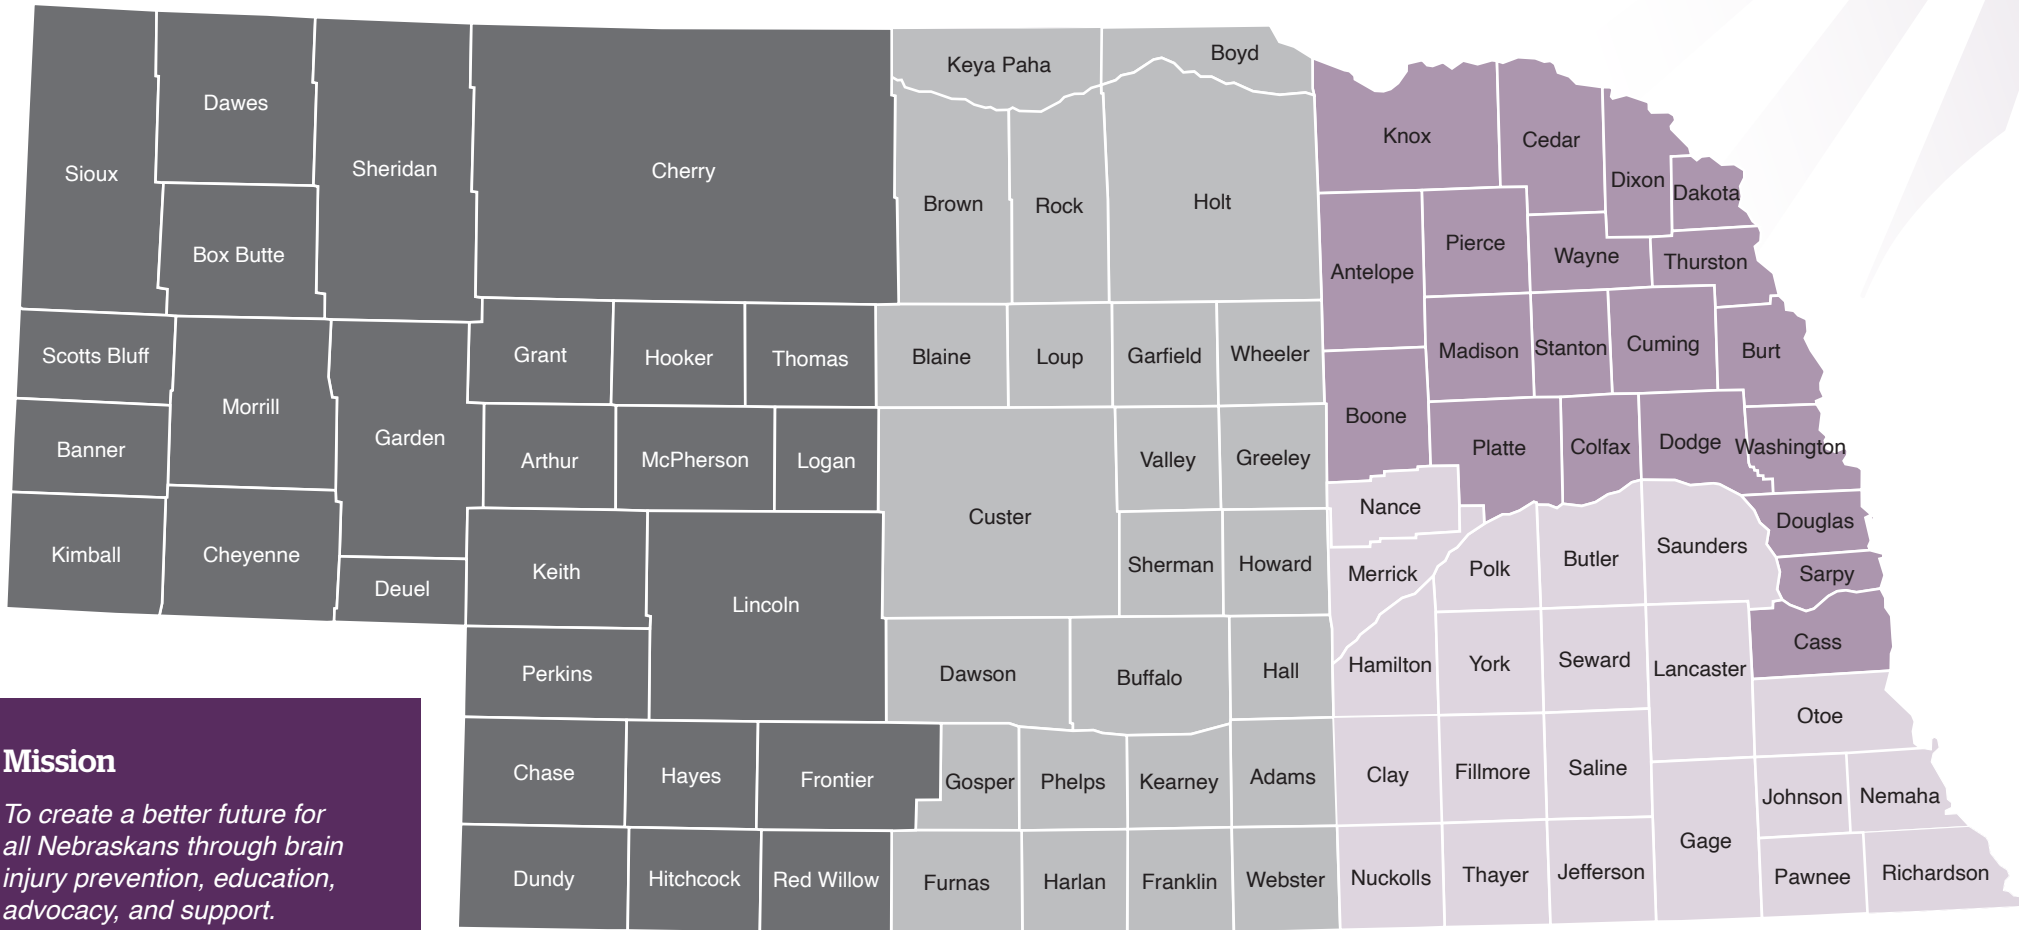 Keya Paha
Boyd
Dawes
Knox
Cedar
Sioux
Sheridan
Cherry
Dixon
Dakota
Brown
Rock
Holt
Box Butte
Pierce
Wayne
Thurston
Antelope
Scotts Bluff
Grant
Hooker
Thomas
Blaine
Loup
Garfield
Wheeler
Madison
Stanton
Cuming
Burt
Morrill
Garden
Boone
Banner
Arthur
McPherson
Logan
Valley
Greeley
Platte
Colfax
Dodge
Washington
Custer
Nance
Douglas
Kimball
Cheyenne
Deuel
Keith
Lincoln
Sherman
Howard
Merrick
Polk
Butler
Saunders
Sarpy
Perkins
Dawson
Buffalo
Hall
Hamilton
York
Seward
Lancaster
Cass
Otoe
Chase
Hayes
Frontier
Gosper
Phelps
Kearney
Adams
Clay
Fillmore
Saline
Johnson
Nemaha
Gage
Dundy
Hitchcock
Red Willow
Furnas
Harlan
Franklin
Webster
Nuckolls
Thayer
Jefferson
Pawnee
Richardson
Mission
To create a better future for
all Nebraskans through brain
injury prevention, education,
advocacy, and support.